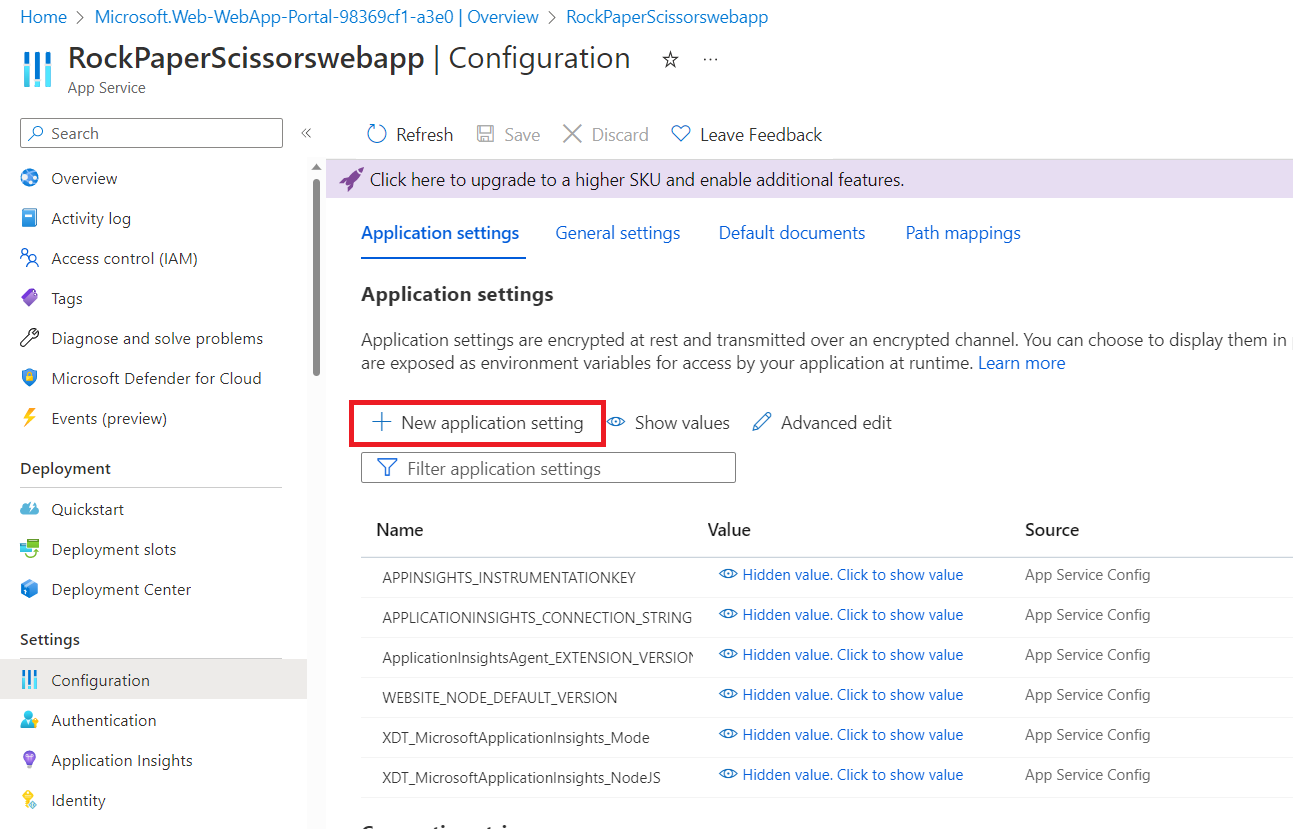 Home > Microsoft.Web-WebApp-Portal-98369cf1-a3e0 | Overview > RockPaperScissorswebapp
RockPaperScissorswebapp | Configuration
App Service
Search
Refresh Save Discard Leave Feedback
Click here to upgrade to a higher SKU and enable additional features.
Overview
Activity log
Access control (IAM)
Tags
Diagnose and solve problems
Microsoft Defender for Cloud
Events (preview)
Deployment
Quickstart
Deployment slots
Deployment Center
Settings
Configuration
Authentication
Application Insights
Identity
Application settings General settings Default documents Path mappings
Application settings
Application settings are encrypted at rest and transmitted over an encrypted channel. You can choose to display them in
are exposed as environment variables for access by your application at runtime. Learn more
New application setting Show values Advanced edit
Filter application settings
Name Value Source
APPINSIGHTS_INSTRUMENTATIONKEY Hidden value. Click to show value App Service Config
APPLICATIONINSIGHTS_CONNECTION_STRING Hidden value. Click to show value App Service Config
ApplicationInsightsAgent_EXTENSION_VERSION Hidden value. Click to show value App Service Config
WEBSITE_NODE_DEFAULT_VERSION Hidden value. Click to show value App Service Config
XDT_MicrosoftApplicationInsights_Mode Hidden value. Click to show value App Service Config
XDT_MicrosoftApplicationInsights_NodeJS Hidden value. Click to show value App Service Config